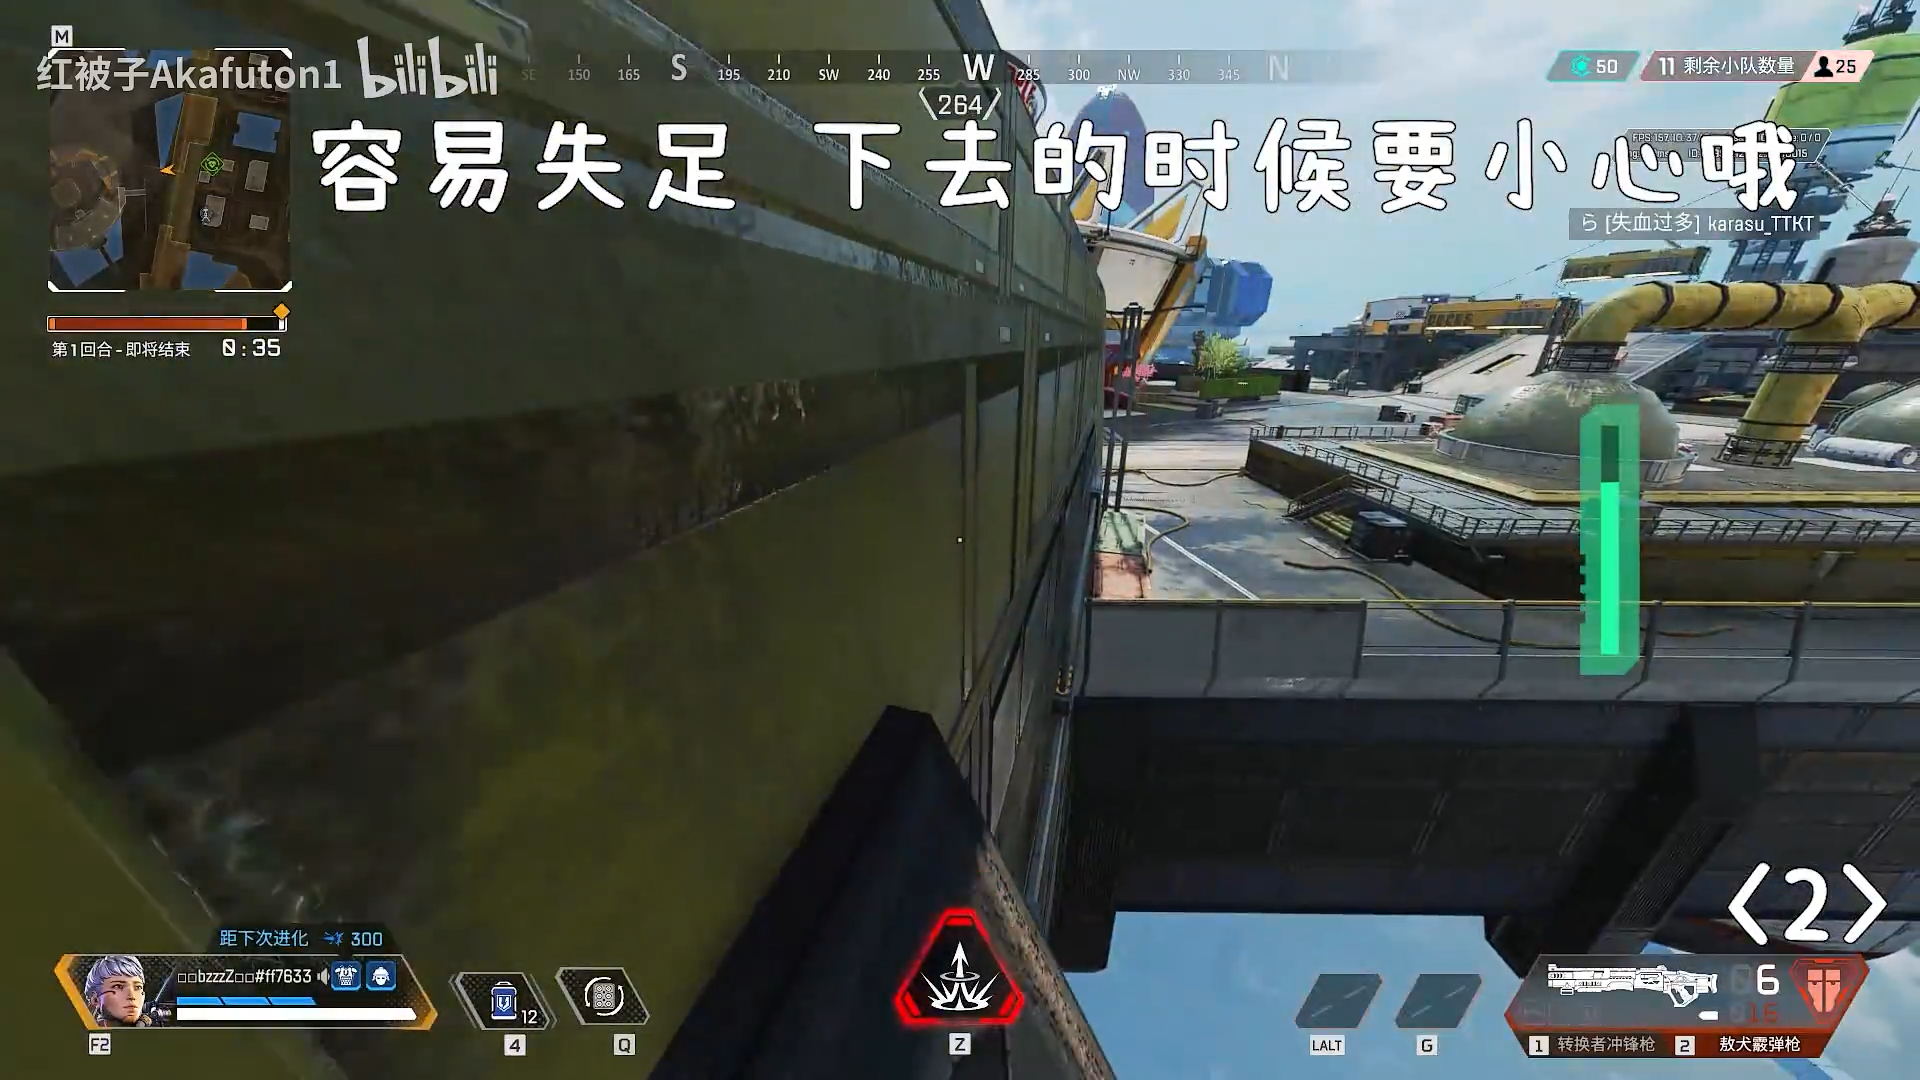 M
红被子Akafuton1 bilibili
SE 150 165 S 195 210 SW 240 255 W 285 300 NW 330 345 N
264
50
11 剩余小队数量 25
容易失足 下去的时候要小心哦
ら [失血过多] karasu_TTKT
第1回合-即将结束 0:35
距下次进化 300
□□bzzzZ□□#ff7633
12
F2
4
Q
Z
LALT
G
<2>
6
16
1 转换者冲锋枪
2 敖犬霰弹枪